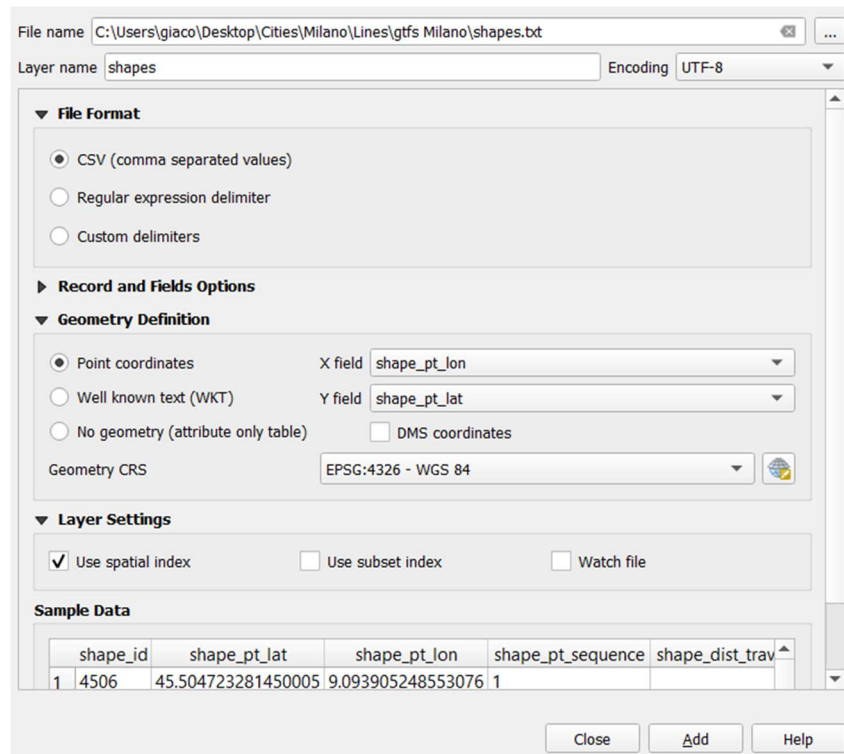 File name C:\Users\giaco\Desktop\Cities\Milano\Lines\gtfs Milano\shapes.txt ...
Layer name shapes Encoding UTF-8
File Format
CSV (comma separated values)
Regular expression delimiter
Custom delimiters
Record and Fields Options
Geometry Definition
Point coordinates X field shape_pt_lon
Well known text (WKT) Y field shape_pt_lat
No geometry (attribute only table) DMS coordinates
Geometry CRS EPSG:4326 - WGS 84
Layer Settings
Use spatial index Use subset index Watch file
Sample Data
shape_id shape_pt_lat shape_pt_lon shape_pt_sequence shape_dist_trav
1 4506 45.504723281450005 9.093905248553076 1
Close Add Help